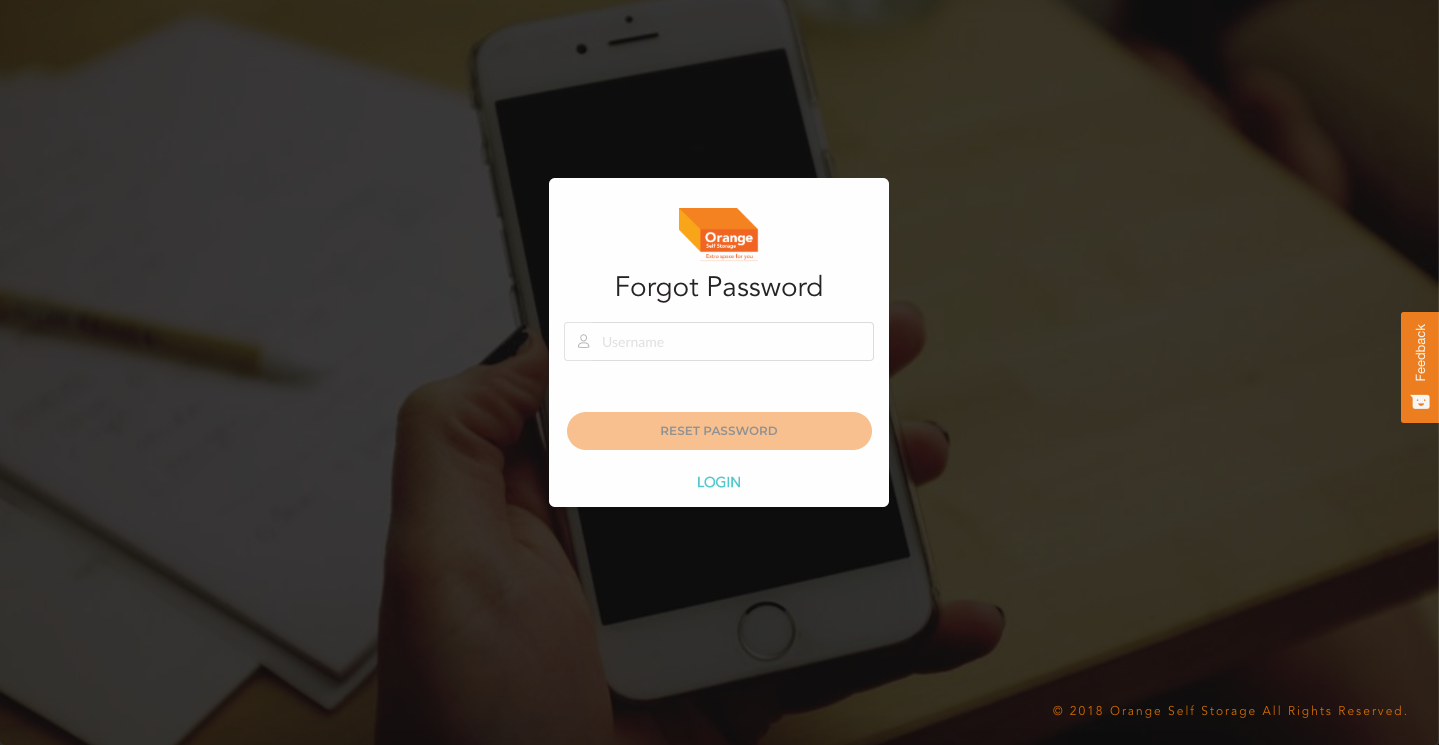 Orange
Self Storage
Extra space for you
Forgot Password
Username
RESET PASSWORD
LOGIN
Feedback
© 2018 Orange Self Storage All Rights Reserved.